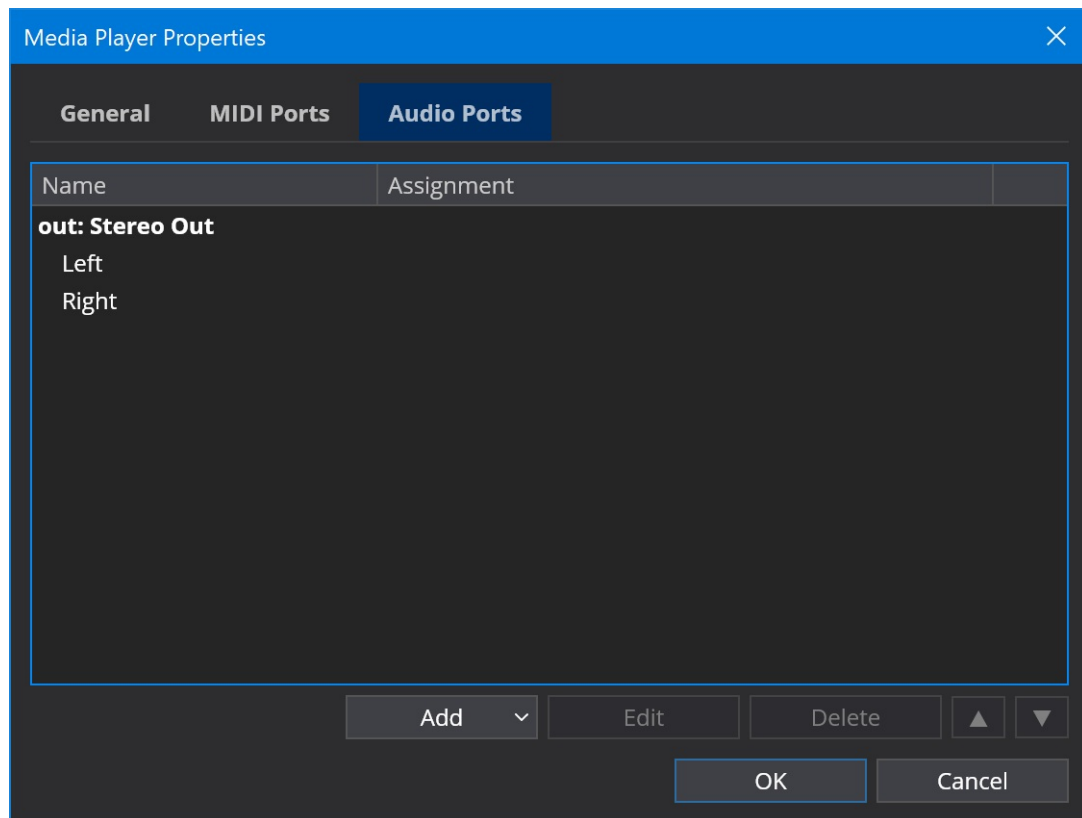 Media Player Properties
General MIDI Ports Audio Ports
Name Assignment
out: Stereo Out
Left
Right
Add Edit Delete
OK Cancel